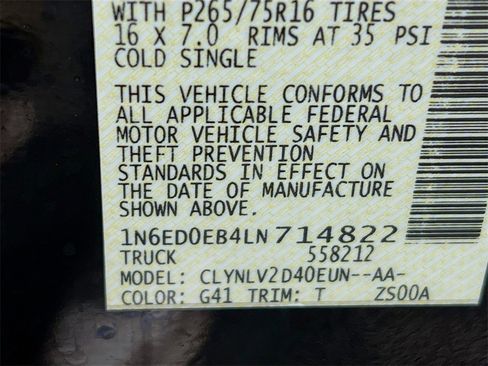 WITH P265/75R16 TIRES
16 X 7.0 RIMS AT 35 PSI
COLD SINGLE
THIS VEHICLE CONFORMS TO
ALL APPLICABLE FEDERAL
MOTOR VEHICLE SAFETY AND
THEFT PREVENTION
STANDARDS IN EFFECT ON
THE DATE OF MANUFACTURE
SHOWN ABOVE.
1N6ED0EB4LN714822
TRUCK 558212
MODEL: CLYNLV2D40EUN--AA-
COLOR: G41 TRIM: T ZS00A